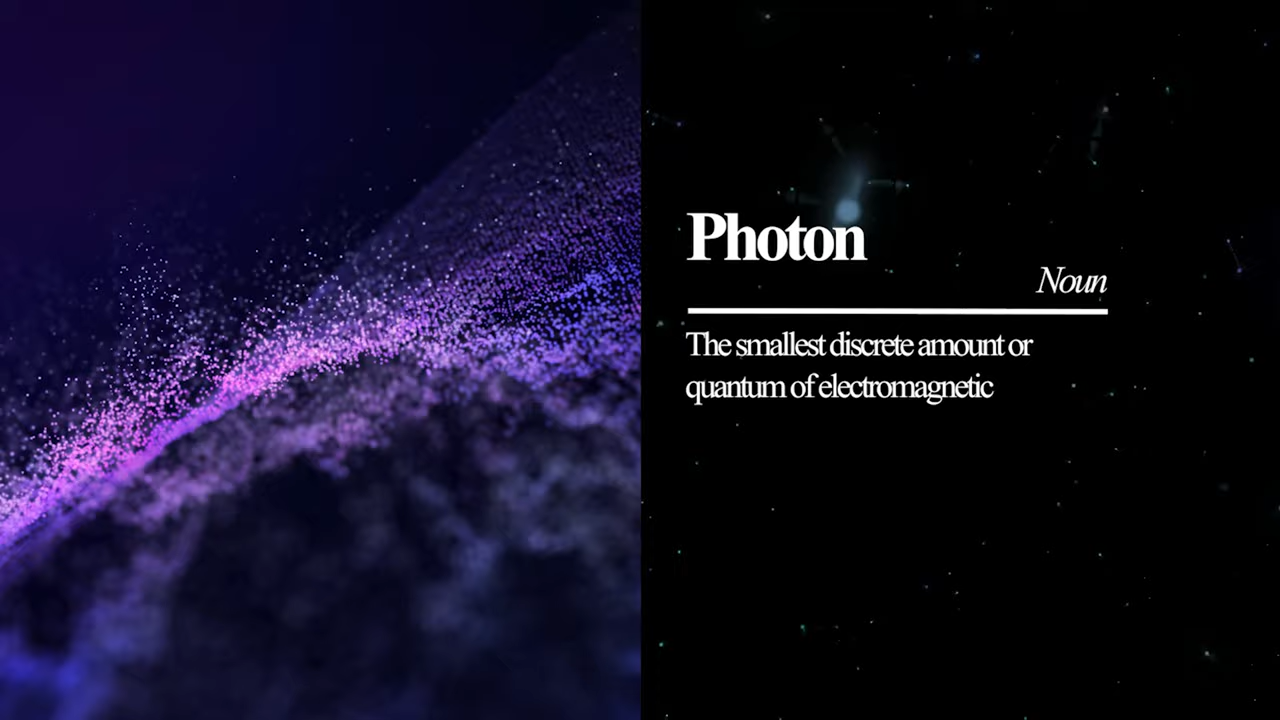 Photon
Noun
The smallest discrete amount or
quantum of electromagnetic